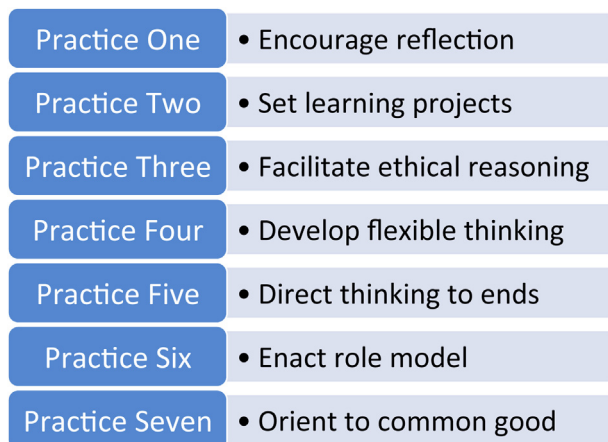 Practice One
• Encourage reflection
Practice Two
• Set learning projects
Practice Three
• Facilitate ethical reasoning
Practice Four
• Develop flexible thinking
Practice Five
• Direct thinking to ends
Practice Six
• Enact role model
Practice Seven
• Orient to common good